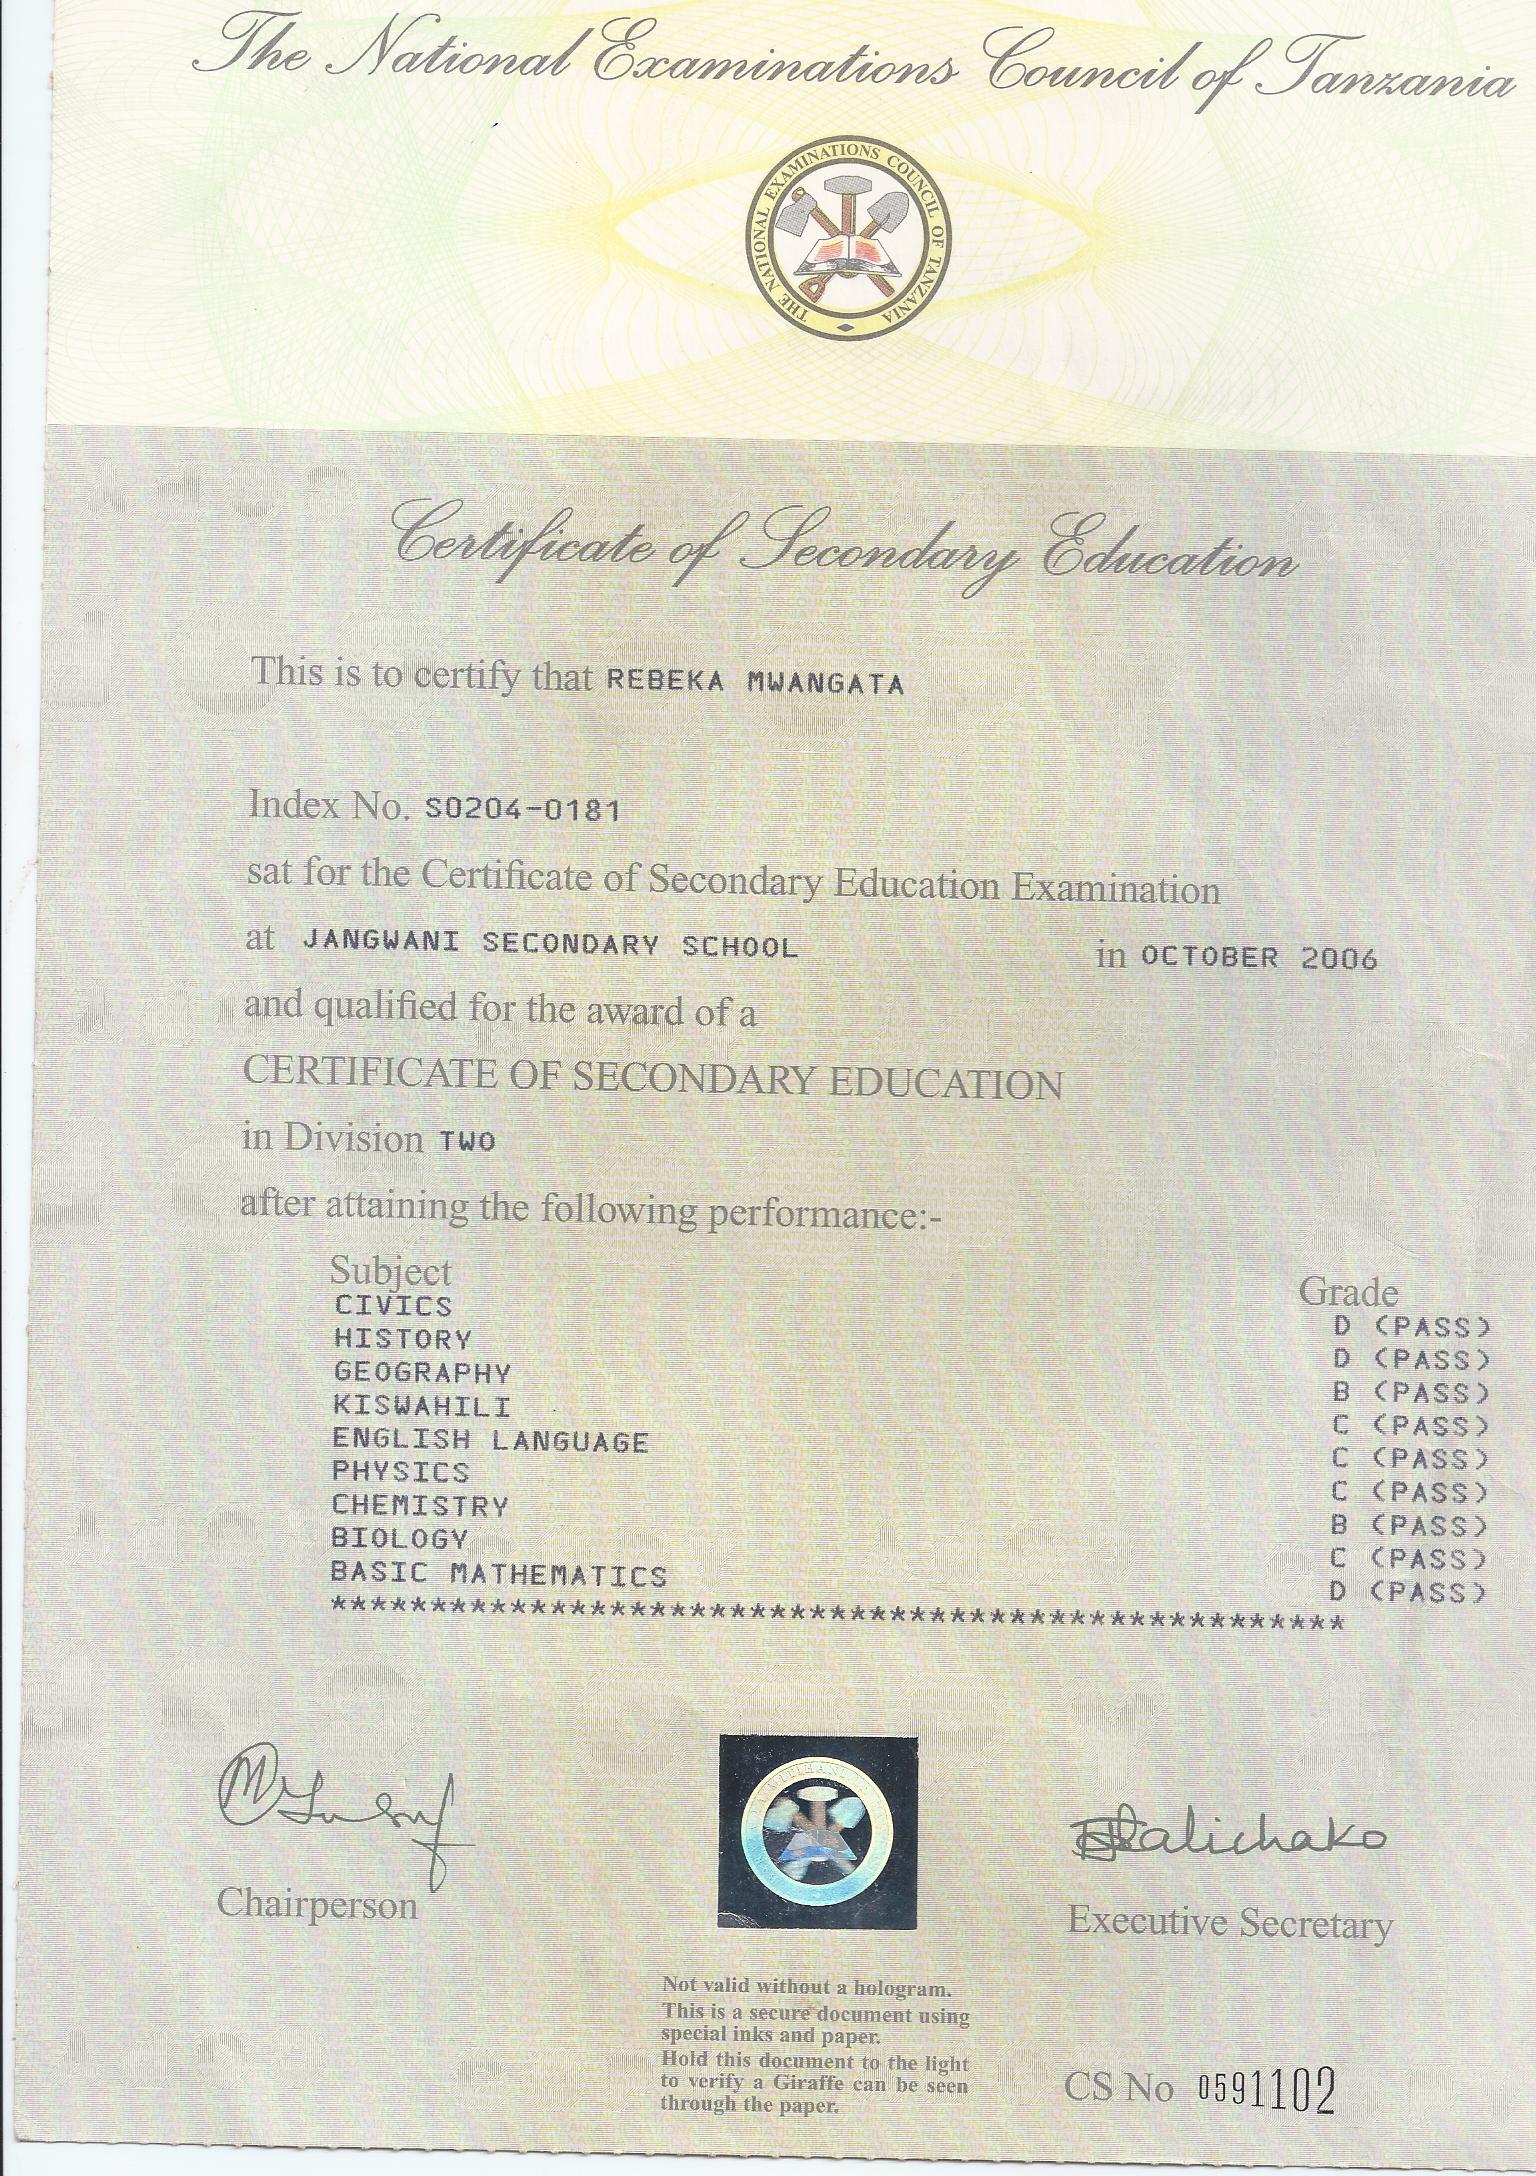 The National Examinations Council of Tanzania
THE NATIONAL EXAMINATIONS COUNCIL OF TANZANIA
Certificate of Secondary Education
This is to certify that REBEKA MWANGATA
Index No. S0204-0181
sat for the Certificate of Secondary Education Examination
at JANGWANI SECONDARY SCHOOL in OCTOBER 2006
and qualified for the award of a
CERTIFICATE OF SECONDARY EDUCATION
in Division TWO
after attaining the following performance:-
Subject Grade
CIVICS D (PASS)
HISTORY D (PASS)
GEOGRAPHY B (PASS)
KISWAHILI C (PASS)
ENGLISH LANGUAGE C (PASS)
PHYSICS C (PASS)
CHEMISTRY B (PASS)
BIOLOGY C (PASS)
BASIC MATHEMATICS D (PASS)
***************************************************
Chairperson
Executive Secretary
Not valid without a hologram.
This is a secure document using
special inks and paper.
Hold this document to the light
to verify a Giraffe can be seen
through the paper.
CS No 0591102